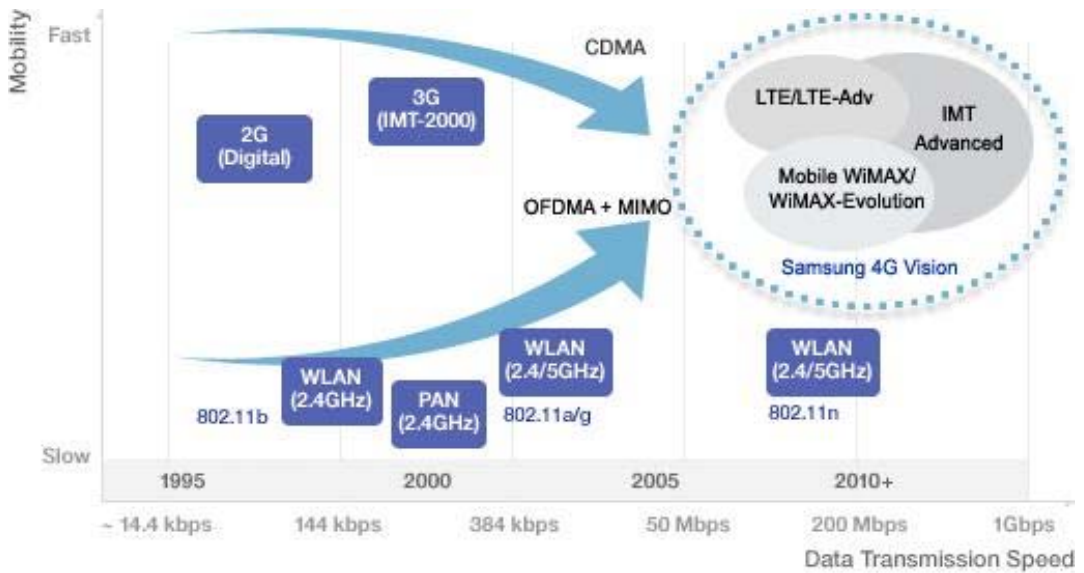 Mobility
Fast
CDMA
3G
(IMT-2000)
2G
(Digital)
LTE/LTE-Adv
IMT
Advanced
Mobile WiMAX/
WiMAX-Evolution
OFDMA + MIMO
Samsung 4G Vision
WLAN
(2.4GHz)
802.11b
PAN
(2.4GHz)
WLAN
(2.4/5GHz)
802.11a/g
WLAN
(2.4/5GHz)
802.11n
Slow
1995 2000 2005 2010+
~ 14.4 kbps 144 kbps 384 kbps 50 Mbps 200 Mbps 1Gbps
Data Transmission Speed